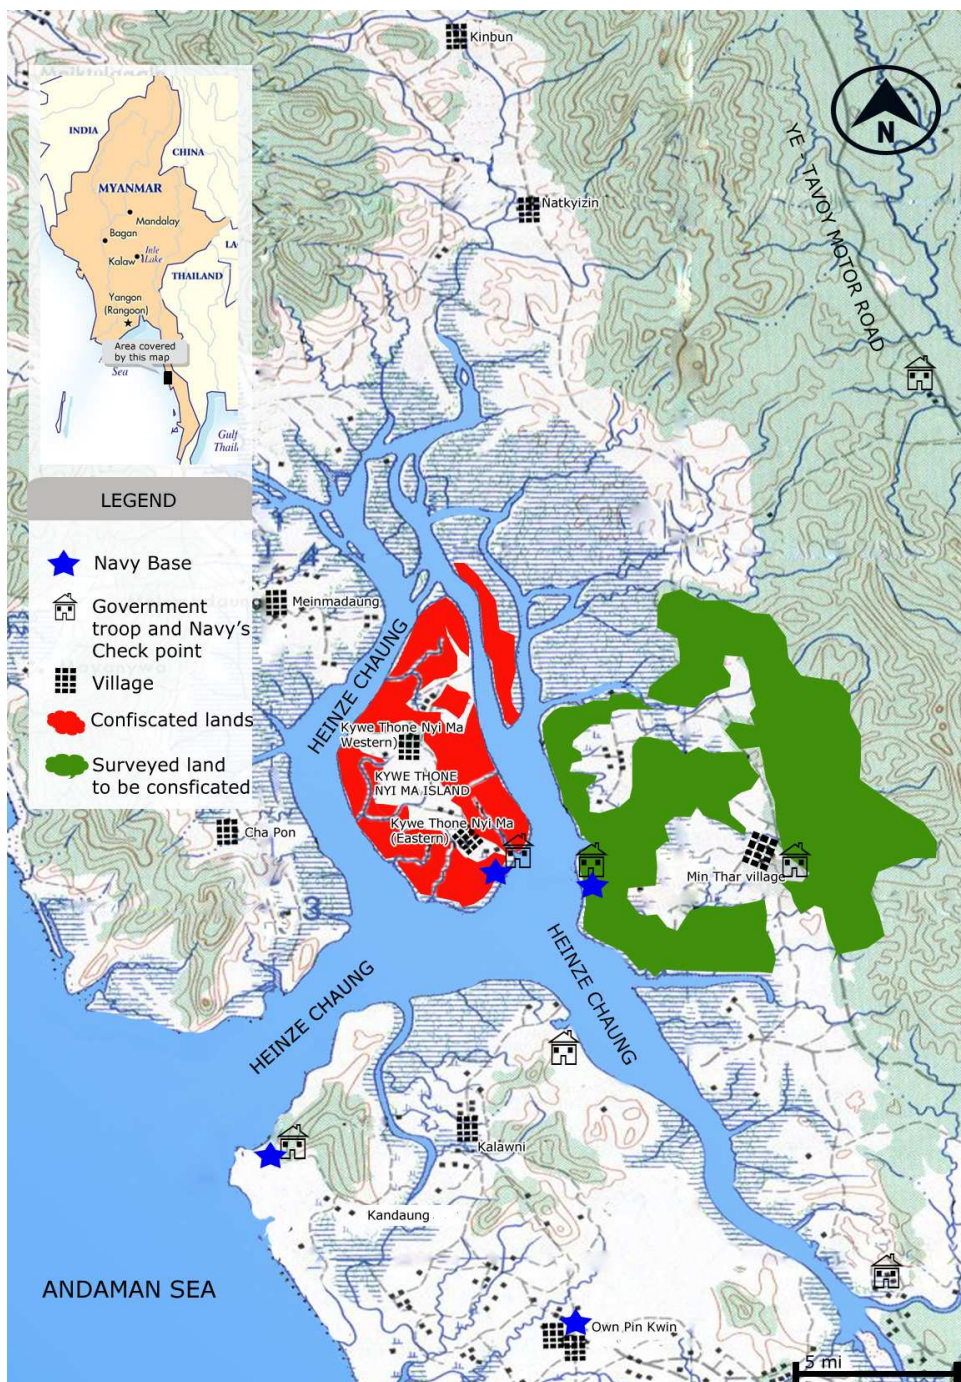 Kinbun
INDIA
CHINA
MYANMAR
Mandalay
Bagan
Inle
Lake
Kalaw
LA
THAILAND
Yangon
(Rangoon)
Area covered
by this map
Sea
Gulf
Thail
N
YE - TAVOY MOTOR ROAD
Natkyizin
LEGEND
Navy Base
Government
troop and Navy's
Check point
Village
Confiscated lands
Surveyed land
to be consficated
4
Meinmadaung
HEINZE CHAUNG
Kywe Thone Nyi Ma
Western)
KYWE THONE
NYI MA ISLAND
Kywe Thone Nyi Ma
(Eastern)
Cha Pon
Min Thar village
3
HEINZE CHAUNG
HEINZE CHAUNG
Kalawni
Kandaung
ANDAMAN SEA
Own Pin Kwin
5 mi